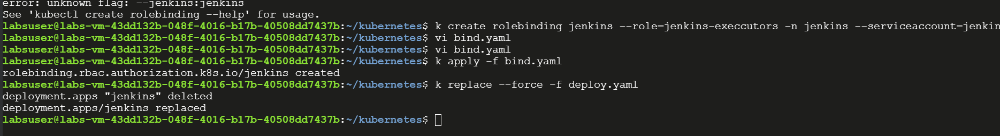 error: unknown flag: --jenkins:jenkins
See 'kubectl create rolebinding --help' for usage.
labsuser@labs-vm-43dd132b-048f-4016-b17b-40508dd7437b:~/kubernetes$ k create rolebinding jenkins --role=jenkins-execcutors -n jenkins --serviceaccount=jenkin
labsuser@labs-vm-43dd132b-048f-4016-b17b-40508dd7437b:~/kubernetes$ vi bind.yaml
labsuser@labs-vm-43dd132b-048f-4016-b17b-40508dd7437b:~/kubernetes$ vi bind.yaml
labsuser@labs-vm-43dd132b-048f-4016-b17b-40508dd7437b:~/kubernetes$ k apply -f bind.yaml
rolebinding.rbac.authorization.k8s.io/jenkins created
labsuser@labs-vm-43dd132b-048f-4016-b17b-40508dd7437b:~/kubernetes$ k replace --force -f deploy.yaml
deployment.apps "jenkins" deleted
deployment.apps/jenkins replaced
labsuser@labs-vm-43dd132b-048f-4016-b17b-40508dd7437b:~/kubernetes$